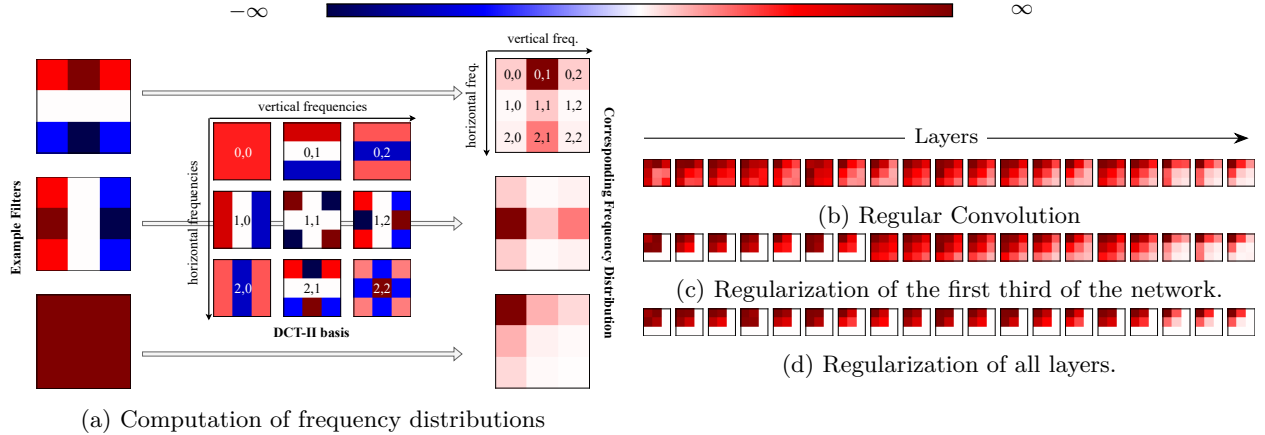 −∞
∞
vertical freq.
horizontal freq.
0,0 0,1 0,2
1,0 1,1 1,2
2,0 2,1 2,2
Example Filters
vertical frequencies
horizontal frequencies
0,0 0,1 0,2
1,0 1,1 1,2
2,0 2,1 2,2
DCT-II basis
Corresponding Frequency Distribution
(a) Computation of frequency distributions
Layers
(b) Regular Convolution
(c) Regularization of the first third of the network.
(d) Regularization of all layers.